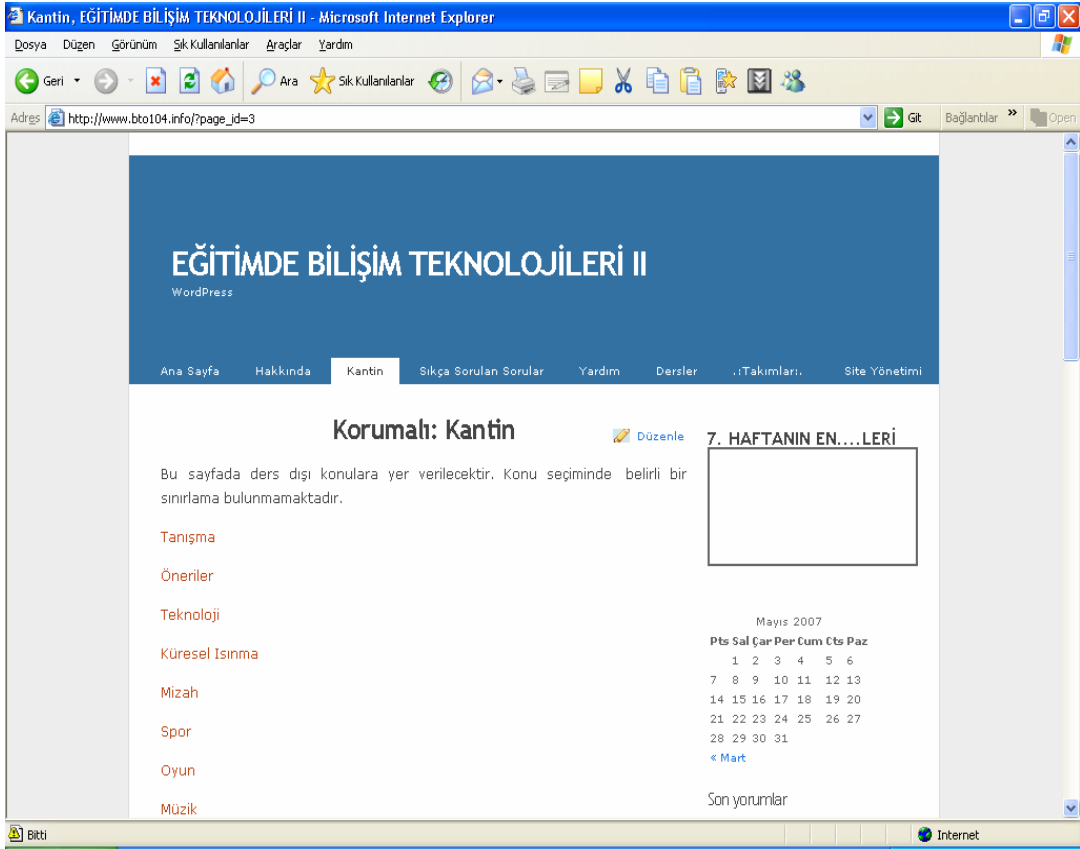 Kantin, EĞİTİMDE BİLİŞİM TEKNOLOJİLERİ II - Microsoft Internet Explorer
Dosya Düzen Görünüm Sık Kullanılanlar Araçlar Yardım
Geri Ara Sık Kullanılanlar
Adres http://www.bto104.info/?page_id=3 Git Bağlantılar » Open
EĞİTİMDE BİLİŞİM TEKNOLOJİLERİ II
WordPress
Ana Sayfa Hakkında Kantin Sıkça Sorulan Sorular Yardım Dersler .:Takımlar:. Site Yönetimi
Korumalı: Kantin
Düzenle
Bu sayfada ders dışı konulara yer verilecektir. Konu seçiminde belirli bir
sınırlama bulunmamaktadır.
Tanışma
Öneriler
Teknoloji
Küresel Isınma
Mizah
Spor
Oyun
Müzik
7. HAFTANIN EN....LERİ
Mayıs 2007
Pts Sal Çar Per Cum Cts Paz
1 2 3 4 5 6
7 8 9 10 11 12 13
14 15 16 17 18 19 20
21 22 23 24 25 26 27
28 29 30 31
« Mart
Son yorumlar
Bitti Internet